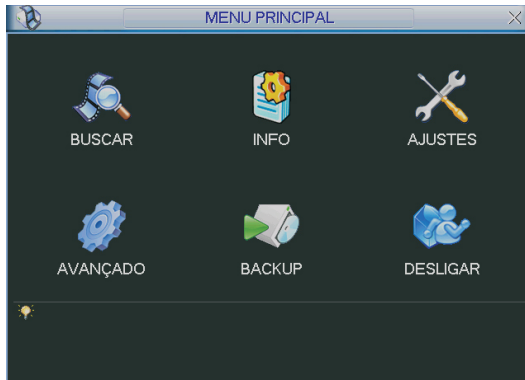 MENU PRINCIPAL
BUSCAR INFO AJUSTES
AVANÇADO BACKUP DESLIGAR